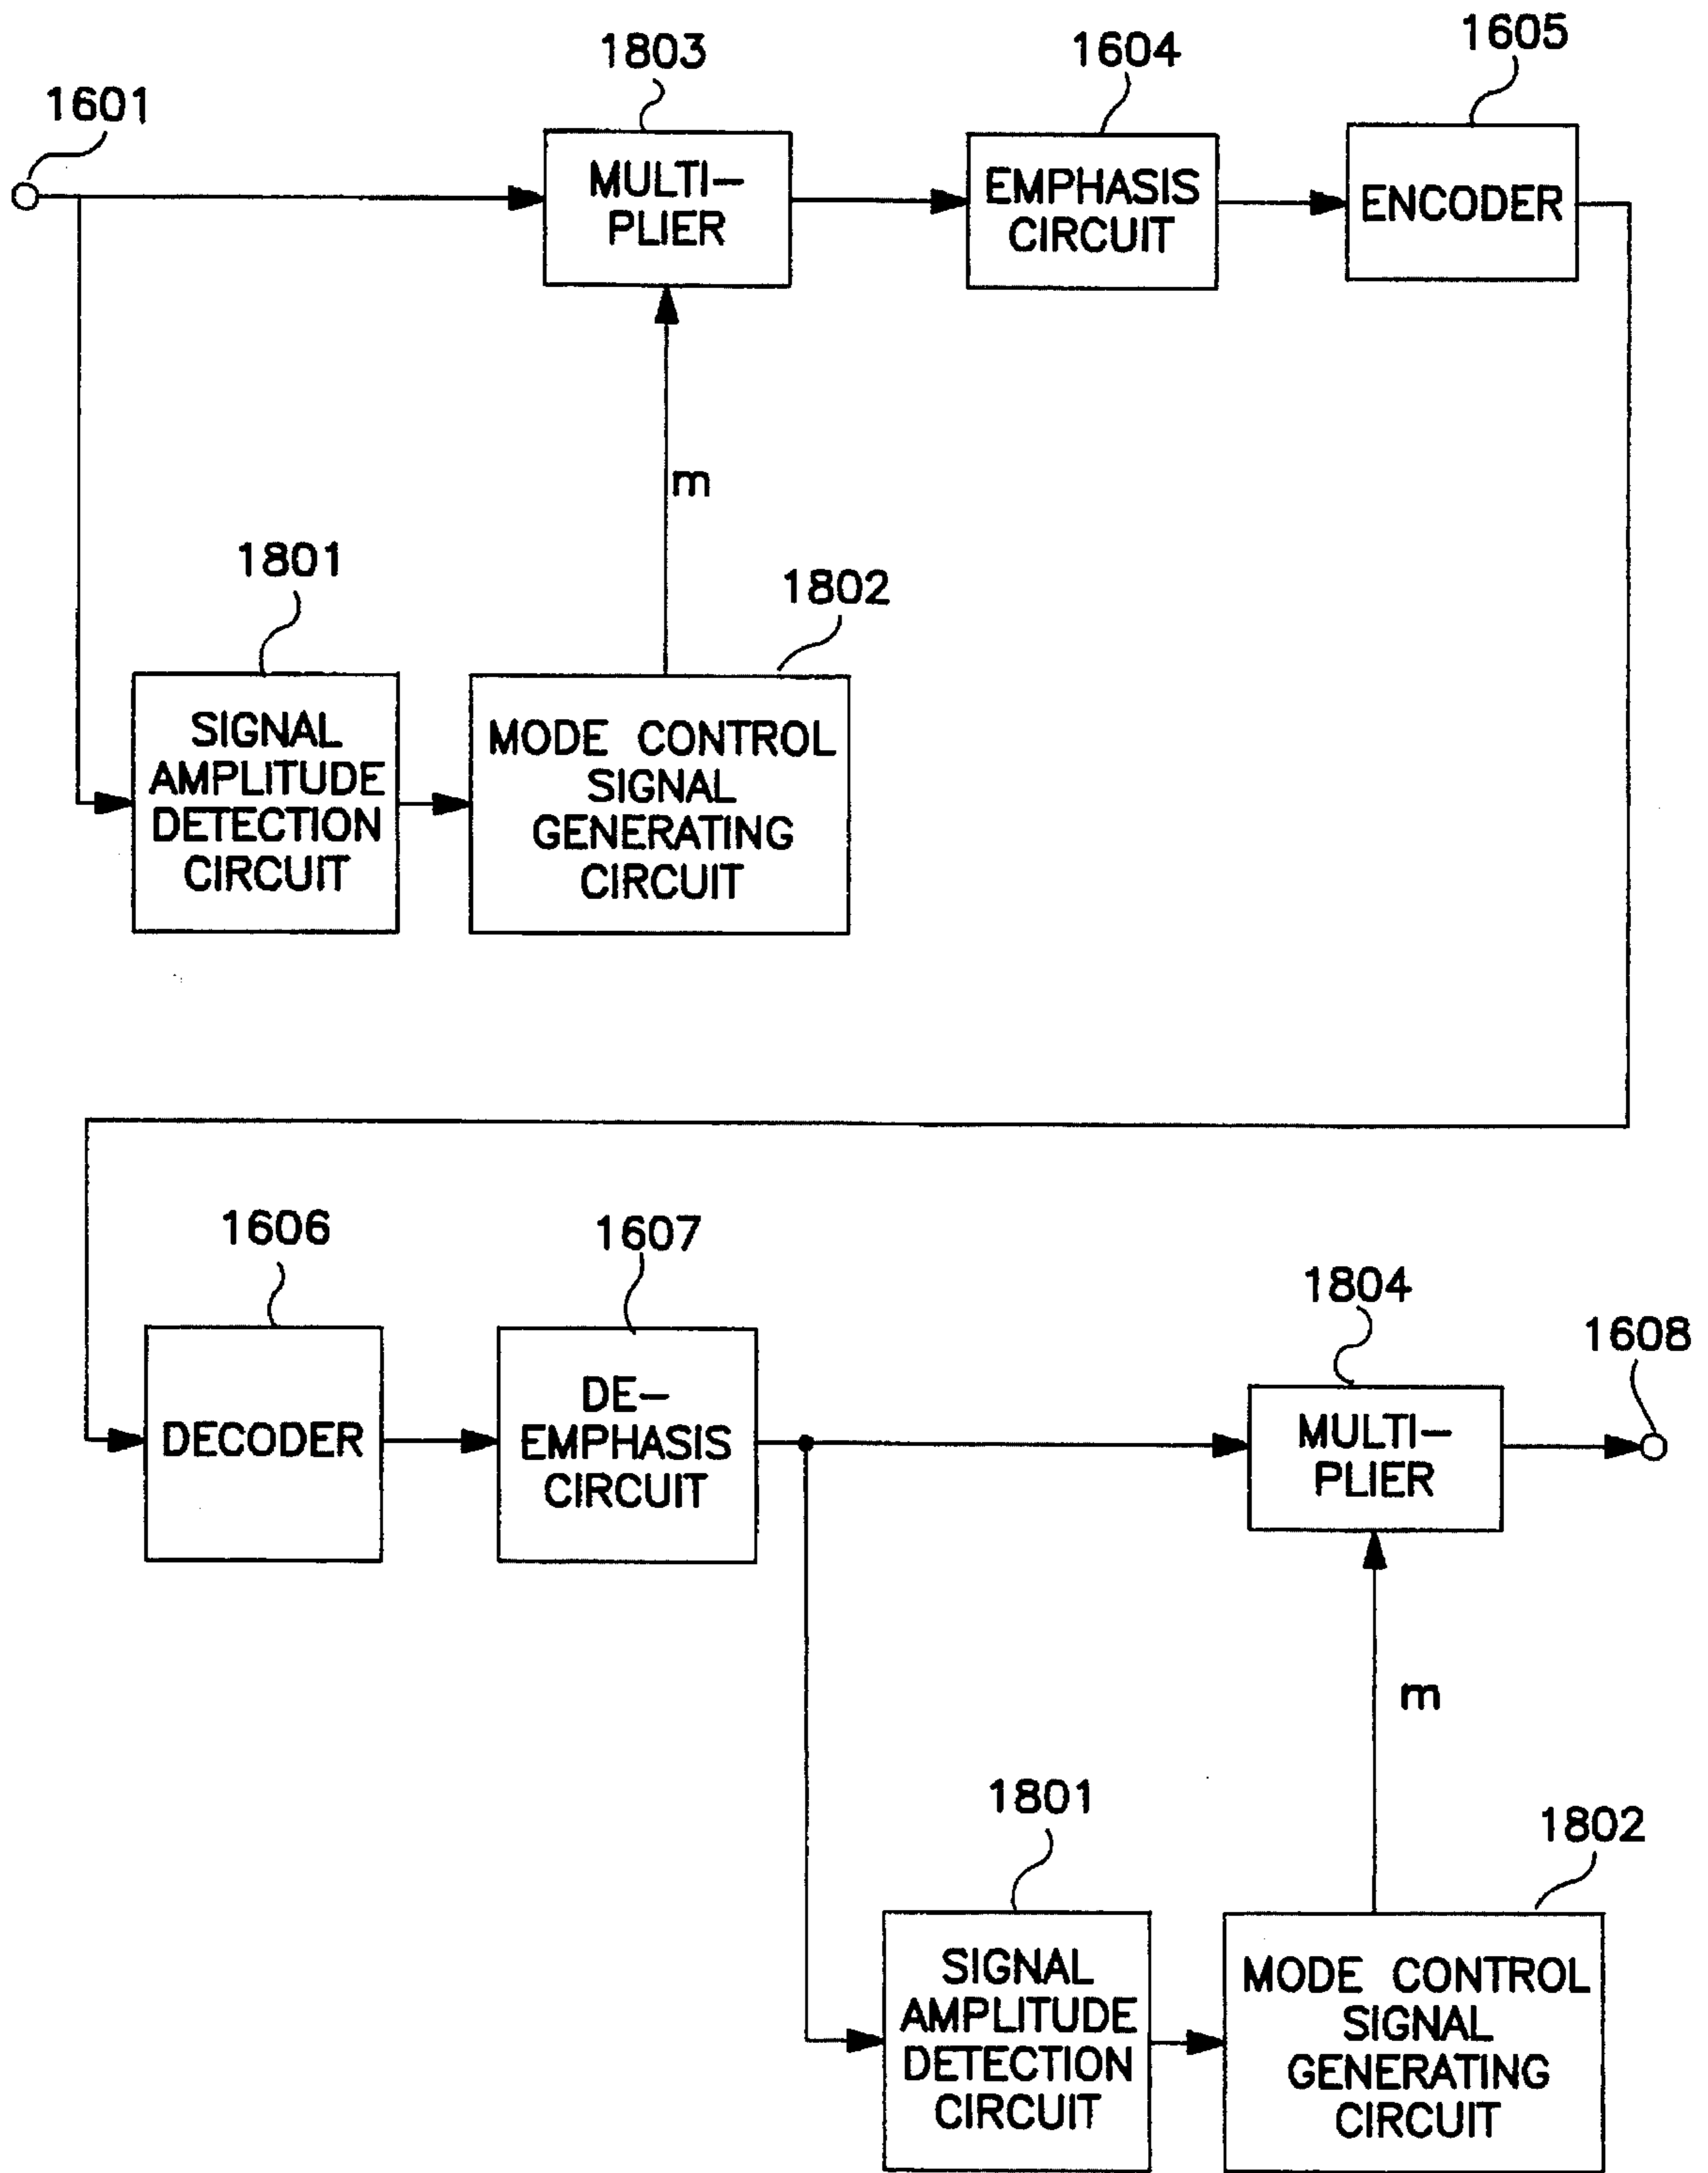 1601
1803
1604
1605
MULTI-
PLIER
EMPHASIS
CIRCUIT
ENCODER
m
1801
1802
SIGNAL
AMPLITUDE
DETECTION
CIRCUIT
MODE CONTROL
SIGNAL
GENERATING
CIRCUIT
1606
1607
1804
1608
DECODER
DE-
EMPHASIS
CIRCUIT
MULTI-
PLIER
m
1801
1802
SIGNAL
AMPLITUDE
DETECTION
CIRCUIT
MODE CONTROL
SIGNAL
GENERATING
CIRCUIT